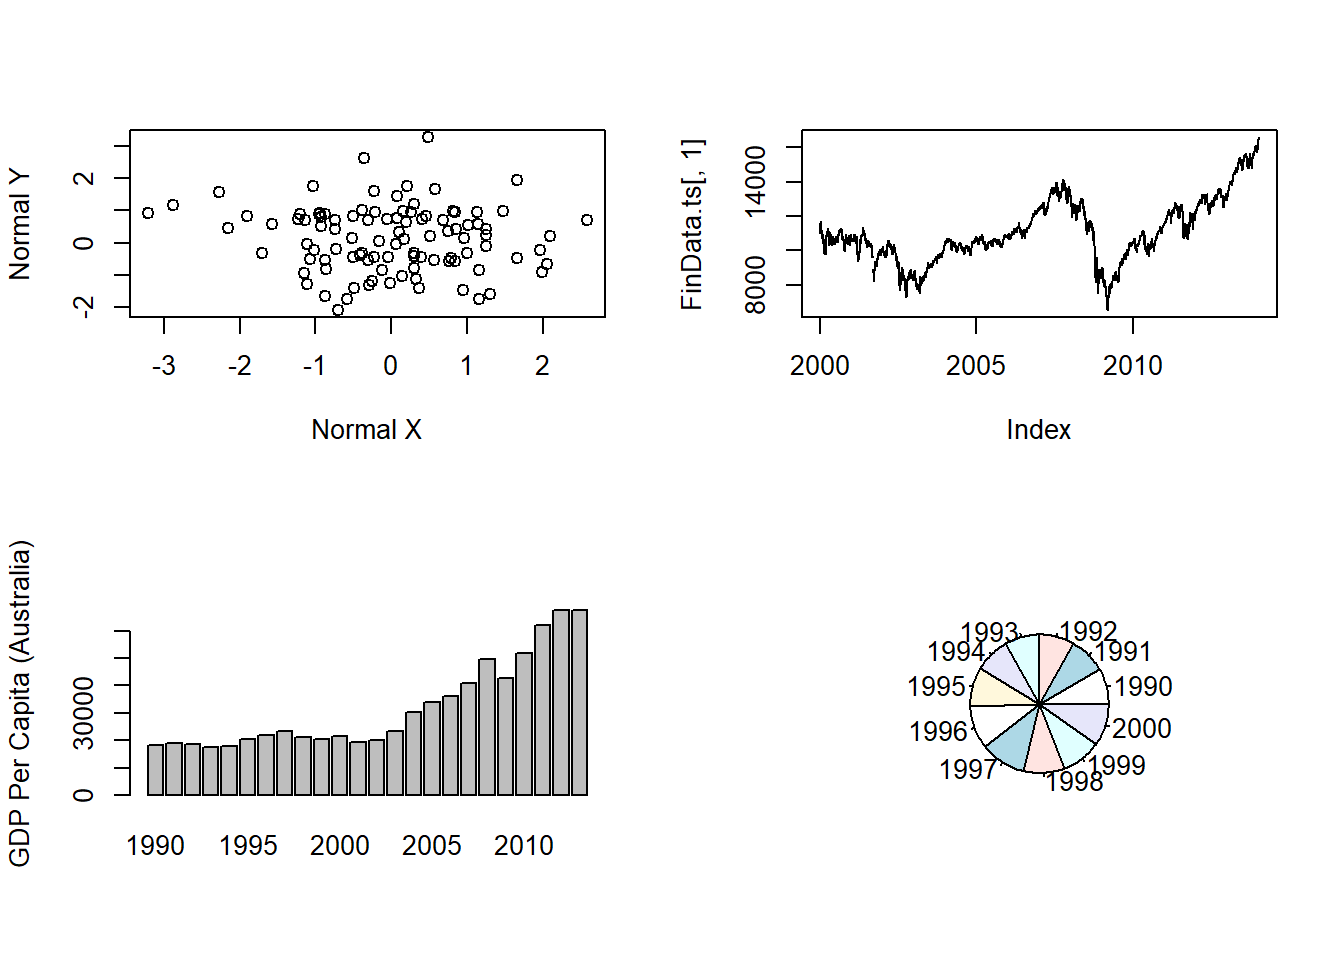 Normal Y
2
0
-2
-3 -2 -1 0 1 2
Normal X
FinData.ts[, 1]
14000
8000
2000 2005 2010
Index
GDP Per Capita (Australia)
30000
0
1990 1995 2000 2005 2010
1993 1992
1994 1991
1995 1990
1996 2000
1997 1999
1998